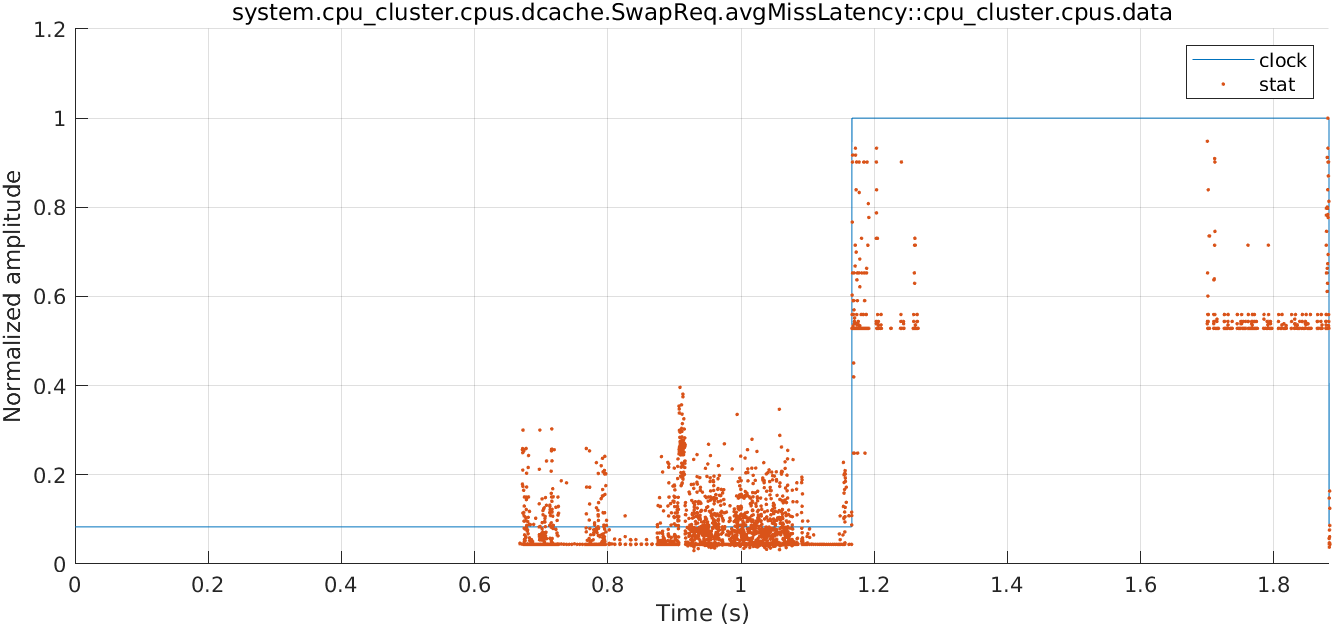 system.cpu_cluster.cpus.dcache.SwapReq.avgMissLatency::cpu_cluster.cpus.data
1.2
clock
stat
1
0.8
0.6
0.4
0.2
0
Normalized amplitude
0 0.2 0.4 0.6 0.8 1 1.2 1.4 1.6 1.8
Time (s)